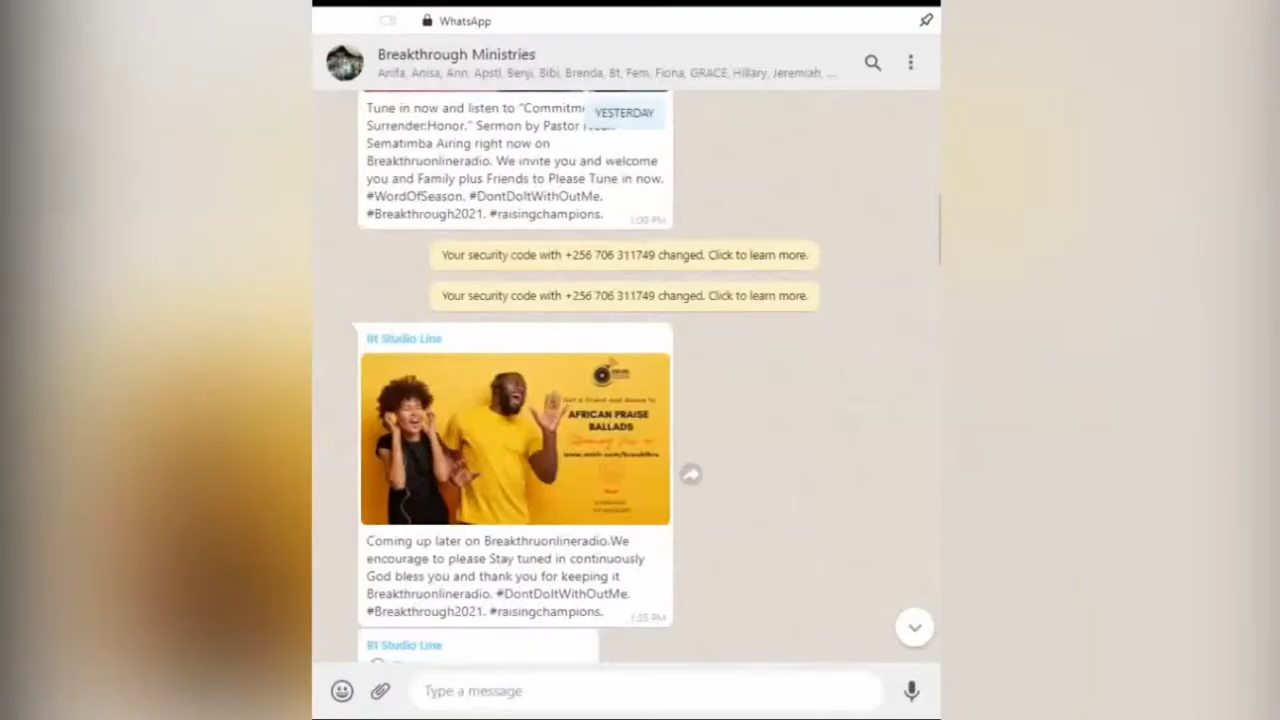 WhatsApp
Breakthrough Ministries
Anifa, Anisa, Ann, Apstl, Benji, Bibi, Brenda, Bt, Fem, Fiona, GRACE, Hillary, Jeremiah, ...
YESTERDAY
Tune in now and listen to "Commitm
Surrender:Honor." Sermon by Pastor
Sematimba Airing right now on
Breakthruonlineradio. We invite you and welcome
you and Family plus Friends to Please Tune in now.
#WordOfSeason. #DontDoItWithOutMe.
#Breakthrough2021. #raisingchampions.
1:00 PM
Your security code with +256 706 311749 changed. Click to learn more.
Your security code with +256 706 311749 changed. Click to learn more.
Bt Studio Line
AFRICAN PRAISE
BALLADS
Coming up later on Breakthruonlineradio.We
encourage to please Stay tuned in continuously
God bless you and thank you for keeping it
Breakthruonlineradio. #DontDoItWithOutMe.
#Breakthrough2021. #raisingchampions.
1:35 PM
Bt Studio Line
Type a message